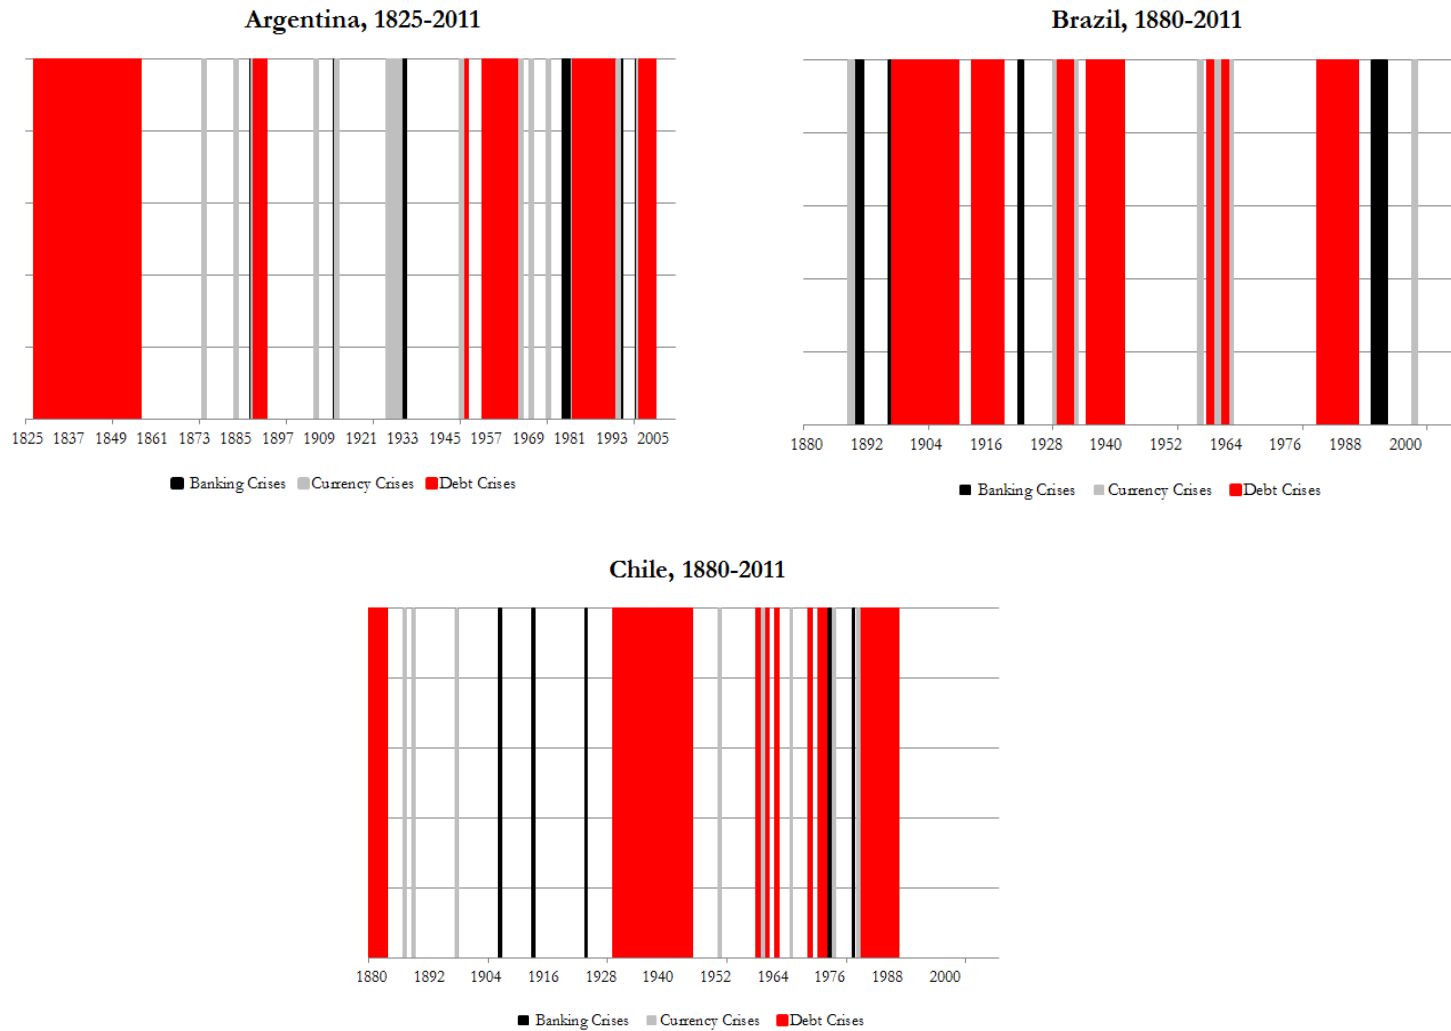 Argentina, 1825-2011
1825 1837 1849 1861 1873 1885 1897 1909 1921 1933 1945 1957 1969 1981 1993 2005
Banking Crises Currency Crises Debt Crises
Brazil, 1880-2011
1880 1892 1904 1916 1928 1940 1952 1964 1976 1988 2000
Banking Crises Currency Crises Debt Crises
Chile, 1880-2011
1880 1892 1904 1916 1928 1940 1952 1964 1976 1988 2000
Banking Crises Currency Crises Debt Crises